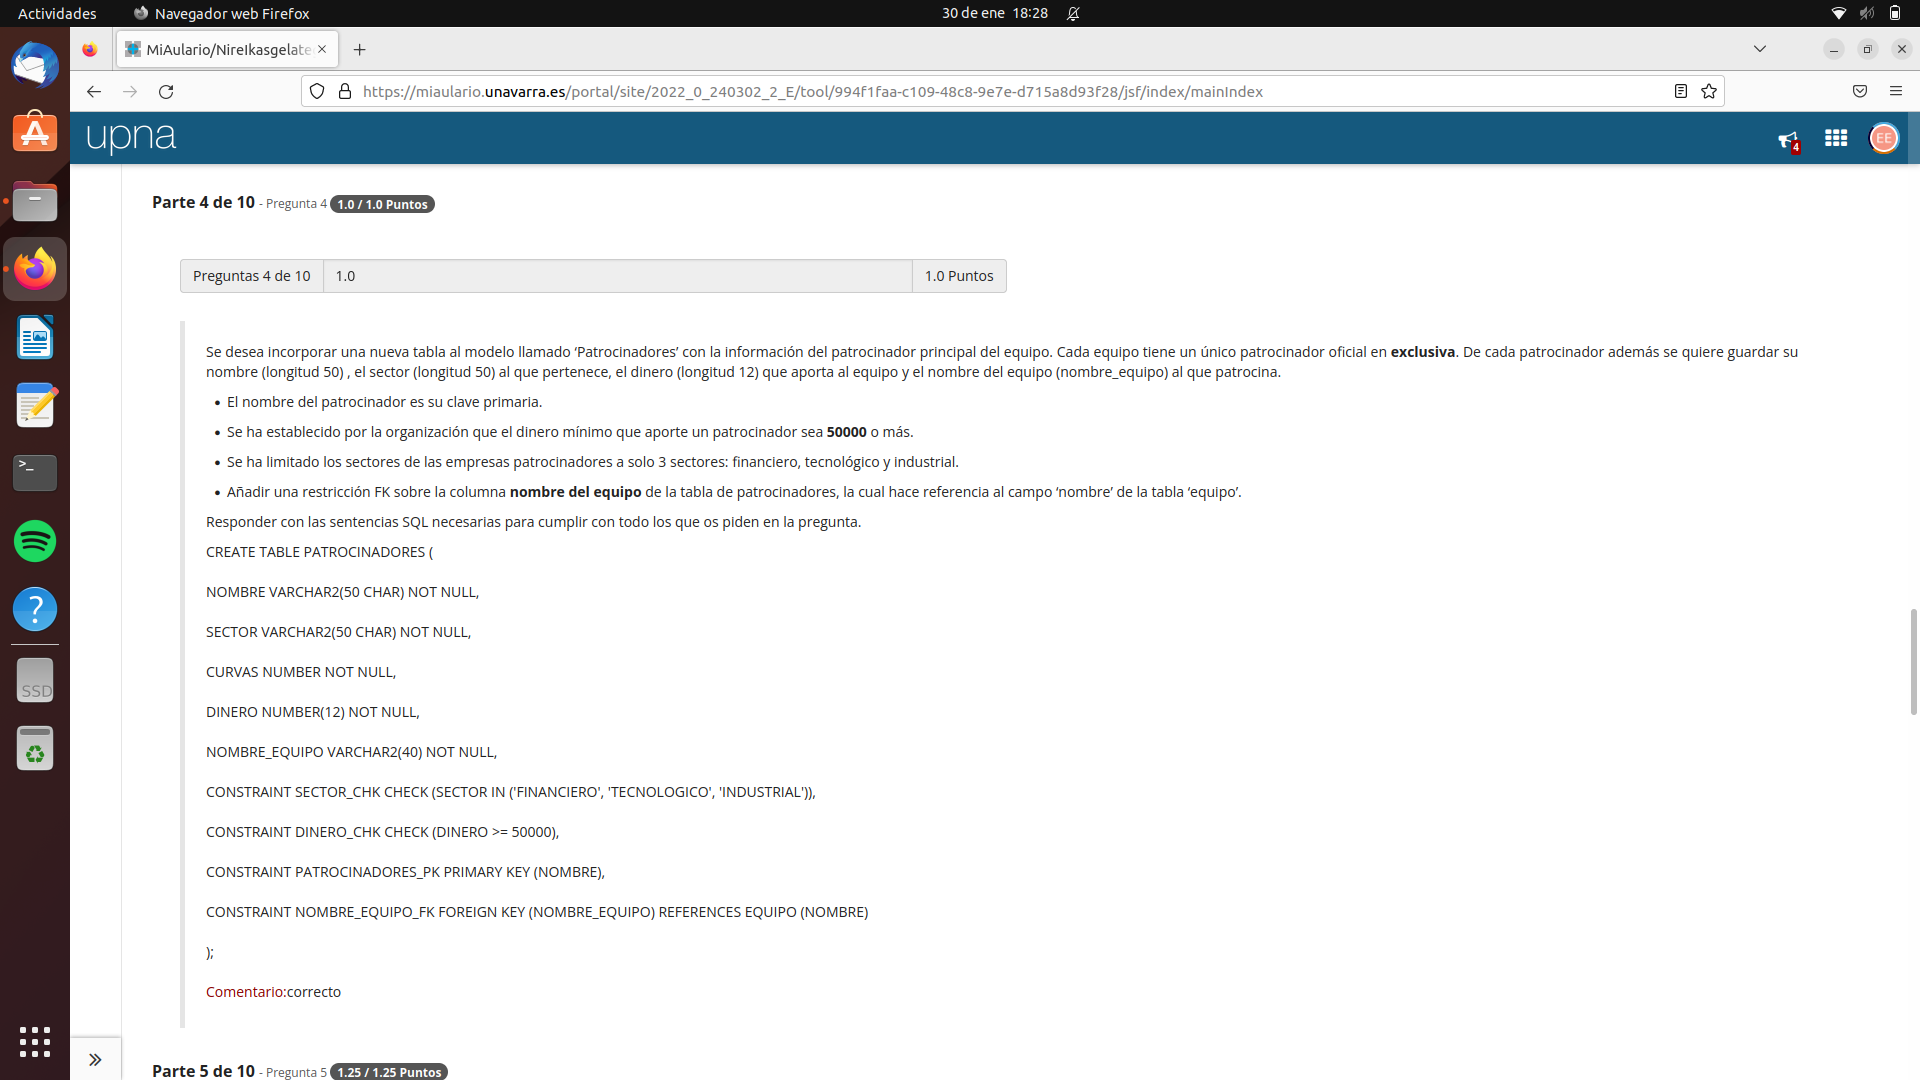 Actividades
Navegador web Firefox
30 de ene 18:28
MiAulario/NireIkasgelate
https://miaulario.unavarra.es/portal/site/2022_0_240302_2_E/tool/994f1faa-c109-48c8-9e7e-d715a8d93f28/jsf/index/mainIndex
upna
4
EE
Parte 4 de 10 - Pregunta 4 1.0 / 1.0 Puntos
Preguntas 4 de 10 1.0 1.0 Puntos
Se desea incorporar una nueva tabla al modelo llamado ‘Patrocinadores’ con la información del patrocinador principal del equipo. Cada equipo tiene un único patrocinador oficial en exclusiva. De cada patrocinador además se quiere guardar su
nombre (longitud 50) , el sector (longitud 50) al que pertenece, el dinero (longitud 12) que aporta al equipo y el nombre del equipo (nombre_equipo) al que patrocina.
• El nombre del patrocinador es su clave primaria.
• Se ha establecido por la organización que el dinero mínimo que aporte un patrocinador sea 50000 o más.
• Se ha limitado los sectores de las empresas patrocinadores a solo 3 sectores: financiero, tecnológico y industrial.
• Añadir una restricción FK sobre la columna nombre del equipo de la tabla de patrocinadores, la cual hace referencia al campo ‘nombre’ de la tabla ‘equipo’.
Responder con las sentencias SQL necesarias para cumplir con todo los que os piden en la pregunta.
CREATE TABLE PATROCINADORES (
NOMBRE VARCHAR2(50 CHAR) NOT NULL,
SECTOR VARCHAR2(50 CHAR) NOT NULL,
CURVAS NUMBER NOT NULL,
DINERO NUMBER(12) NOT NULL,
NOMBRE_EQUIPO VARCHAR2(40) NOT NULL,
CONSTRAINT SECTOR_CHK CHECK (SECTOR IN ('FINANCIERO', 'TECNOLOGICO', 'INDUSTRIAL')),
CONSTRAINT DINERO_CHK CHECK (DINERO >= 50000),
CONSTRAINT PATROCINADORES_PK PRIMARY KEY (NOMBRE),
CONSTRAINT NOMBRE_EQUIPO_FK FOREIGN KEY (NOMBRE_EQUIPO) REFERENCES EQUIPO (NOMBRE)
);
Comentario:correcto
SSD
Parte 5 de 10 - Pregunta 5 1.25 / 1.25 Puntos